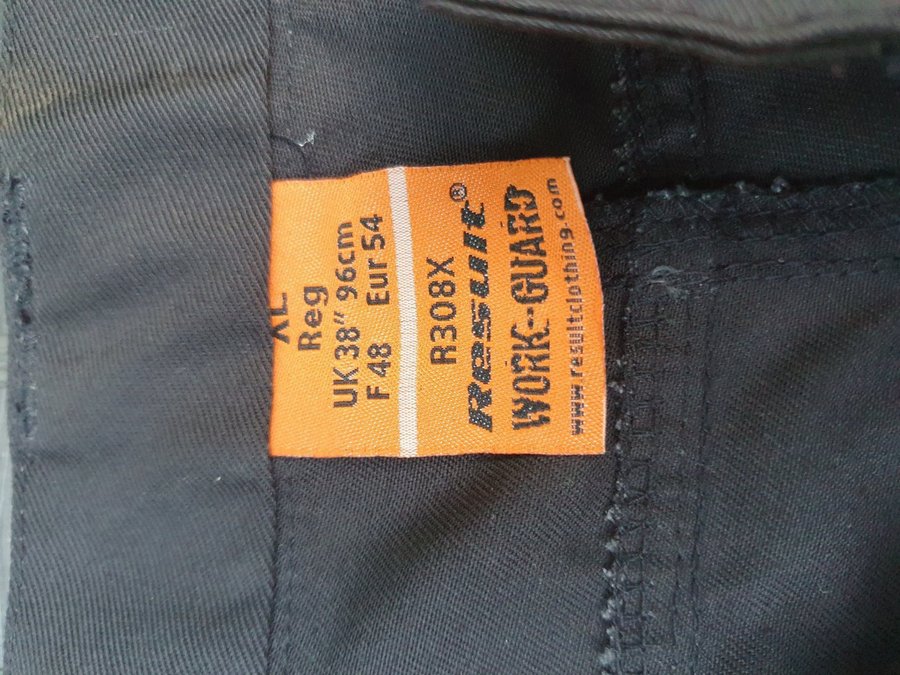 XL
Reg
UK 38" 96cm
F 48 Eur 54
R308X
Result®
WORK-GUARD
www.resultclothing.com